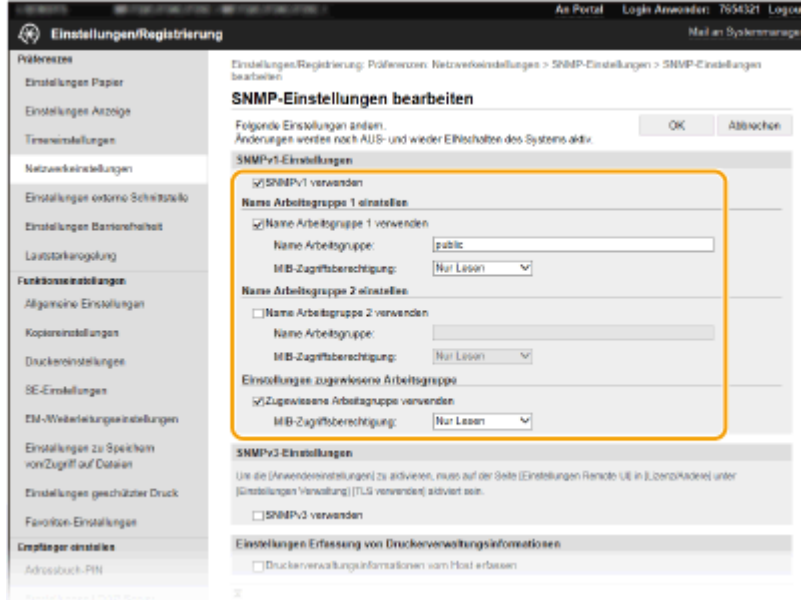 An Portal Login Anwender: 7654321 Logou
Einstellungen/Registrierung
Mail an Systemmanage
Präferenzen
Einstellungen Papier
Einstellungen Anzeige
Timereinstellungen
Netzwerkeinstellungen
Einstellungen externe Schnittstelle
Einstellungen Barrierefreiheit
Lautstärkeregelung
Funktionseinstellungen
Allgemeine Einstellungen
Kopiereinstellungen
Druckereinstellungen
SE-Einstellungen
EM-/Weiterleitungseinstellungen
Einstellungen zu Speichern
von/Zugriff auf Dateien
Einstellungen geschützter Druck
Favoriten-Einstellungen
Empfänger einstellen
Adressbuch-PIN
Einstellungen/Registrierung: Präferenzen: Netzwerkeinstellungen > SNMP-Einstellungen > SNMP-Einstellungen
bearbeiten
SNMP-Einstellungen bearbeiten
Folgende Einstellungen ändern.
Änderungen werden nach AUS- und wieder EINschalten des Systems aktiv.
OK Abbrechen
SNMPv1-Einstellungen
SNMPv1 verwenden
Name Arbeitsgruppe 1 einstellen
Name Arbeitsgruppe 1 verwenden
Name Arbeitsgruppe: public
MIB-Zugriffsberechtigung: Nur Lesen
Name Arbeitsgruppe 2 einstellen
Name Arbeitsgruppe 2 verwenden
Name Arbeitsgruppe:
MIB-Zugriffsberechtigung: Nur Lesen
Einstellungen zugewiesene Arbeitsgruppe
Zugewiesene Arbeitsgruppe verwenden
MIB-Zugriffsberechtigung: Nur Lesen
SNMPv3-Einstellungen
Um die [Anwendereinstellungen] zu aktivieren, muss auf der Seite [Einstellungen Remote UI] in [Lizenz/Andere] unter
[Einstellungen Verwaltung] [TLS verwenden] aktiviert sein.
SNMPv3 verwenden
Einstellungen Erfassung von Druckerverwaltungsinformationen
Druckerverwaltungsinformationen vom Host erfassen